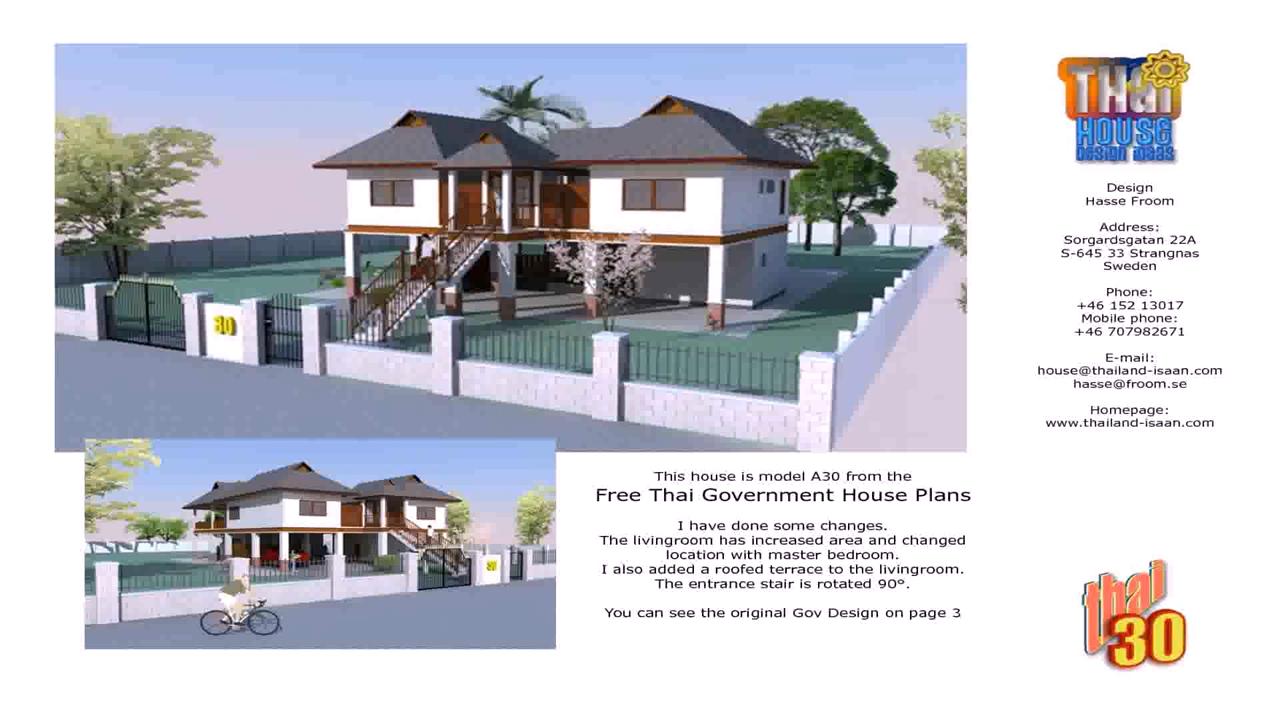 THai
HOUSE
Design ideas
Design
Hasse Froom
Address:
Sorgardsgatan 22A
S-645 33 Strangnas
Sweden
Phone:
+46 152 13017
Mobile phone:
+46 707982671
E-mail:
house@thailand-isaan.com
hasse@froom.se
Homepage:
www.thailand-isaan.com
30
30
This house is model A30 from the
Free Thai Government House Plans
I have done some changes.
The livingroom has increased area and changed
location with master bedroom.
I also added a roofed terrace to the livingroom.
The entrance stair is rotated 90°.
You can see the original Gov Design on page 3
thai
30